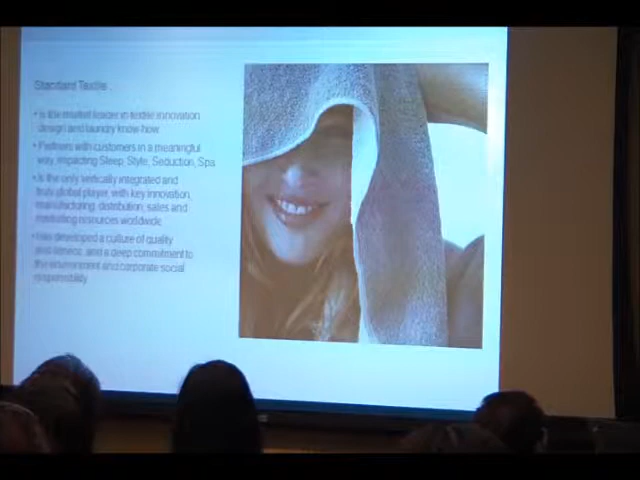 Standard Textile :
• Is the market leader in textile innovation
design and laundry know-how
• Partners with customers in a meaningful
way, impacting Sleep, Style, Seduction, Spa
• Is the only vertically integrated and
truly global player, with key innovation,
manufacturing, distribution, sales and
marketing resources worldwide
• Has developed a culture of quality
and fitness, and a deep commitment to
the environment and corporate social
responsibility